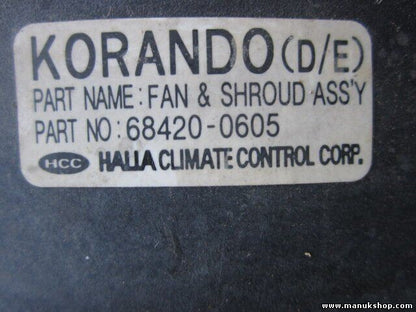 KORANDO (D/E)
PART NAME: FAN & SHROUD ASS'Y
PART NO: 68420-0605
HCC HALLA CLIMATE CONTROL CORP.
www.manukshop.com